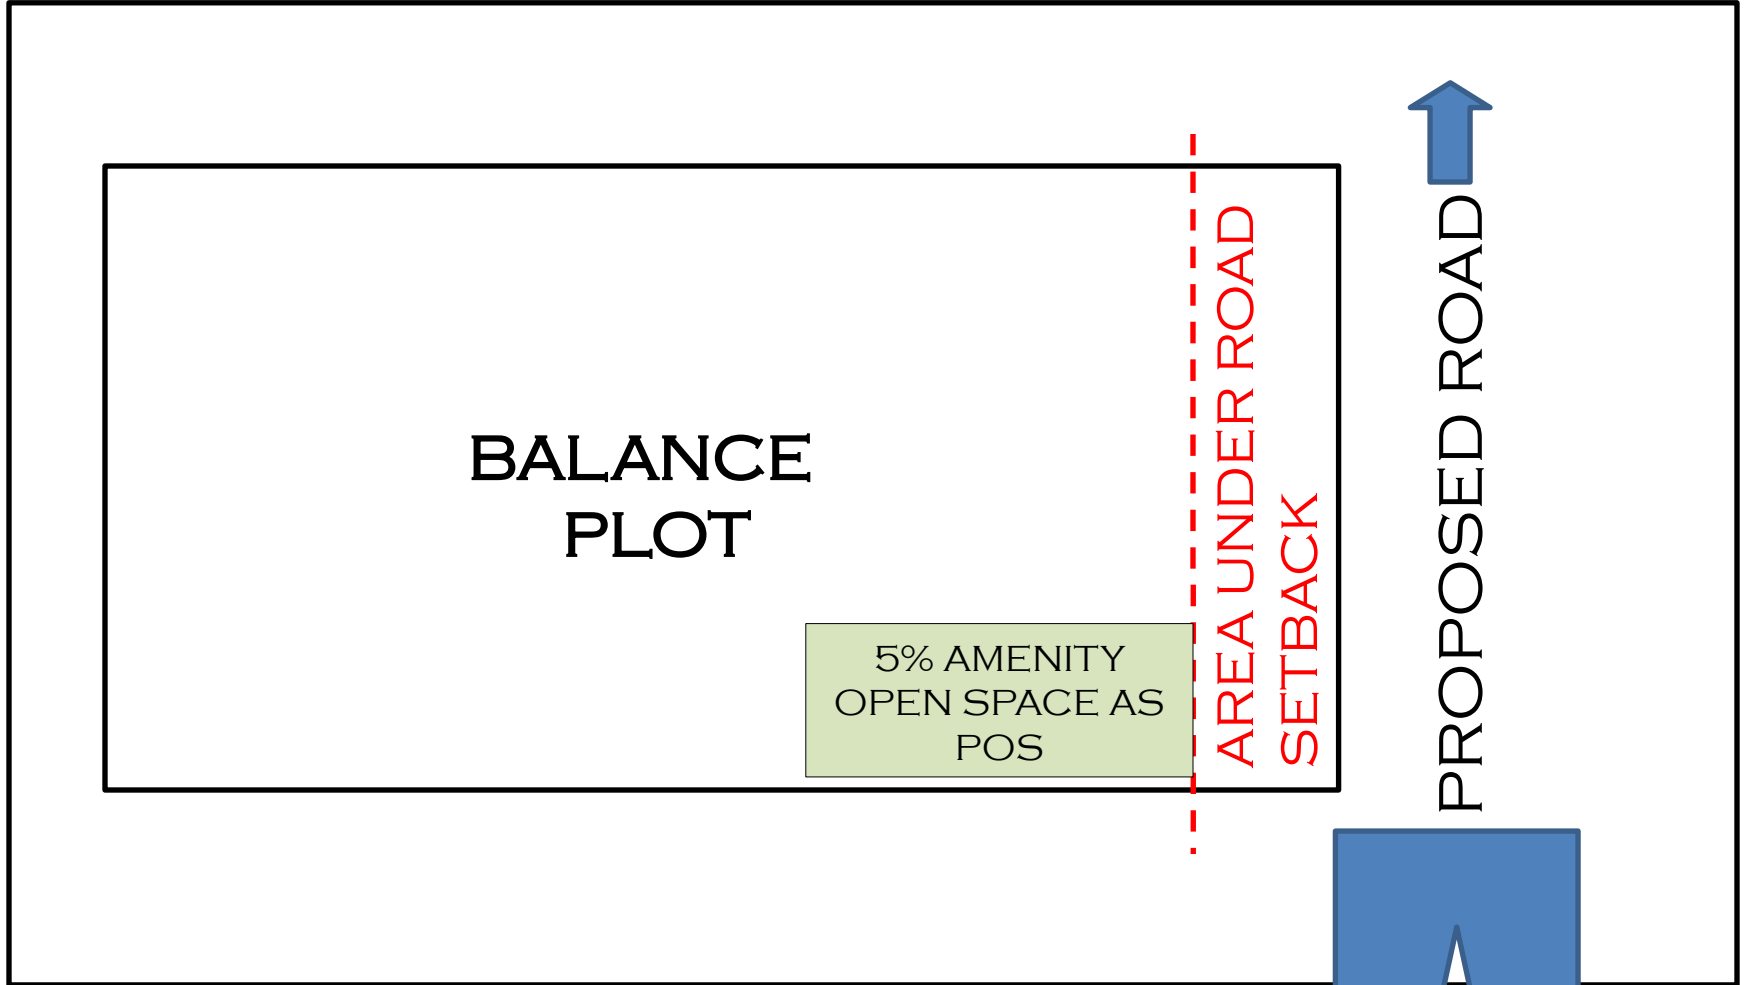 BALANCE
PLOT
5% AMENITY
OPEN SPACE AS
POS
AREA UNDER ROAD
SETBACK
PROPOSED ROAD